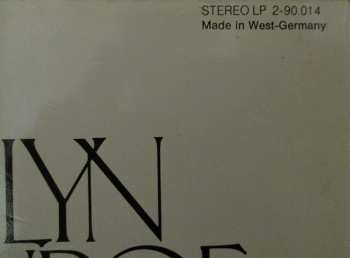 STEREO LP 2-90.014
Made in West-Germany
LYN